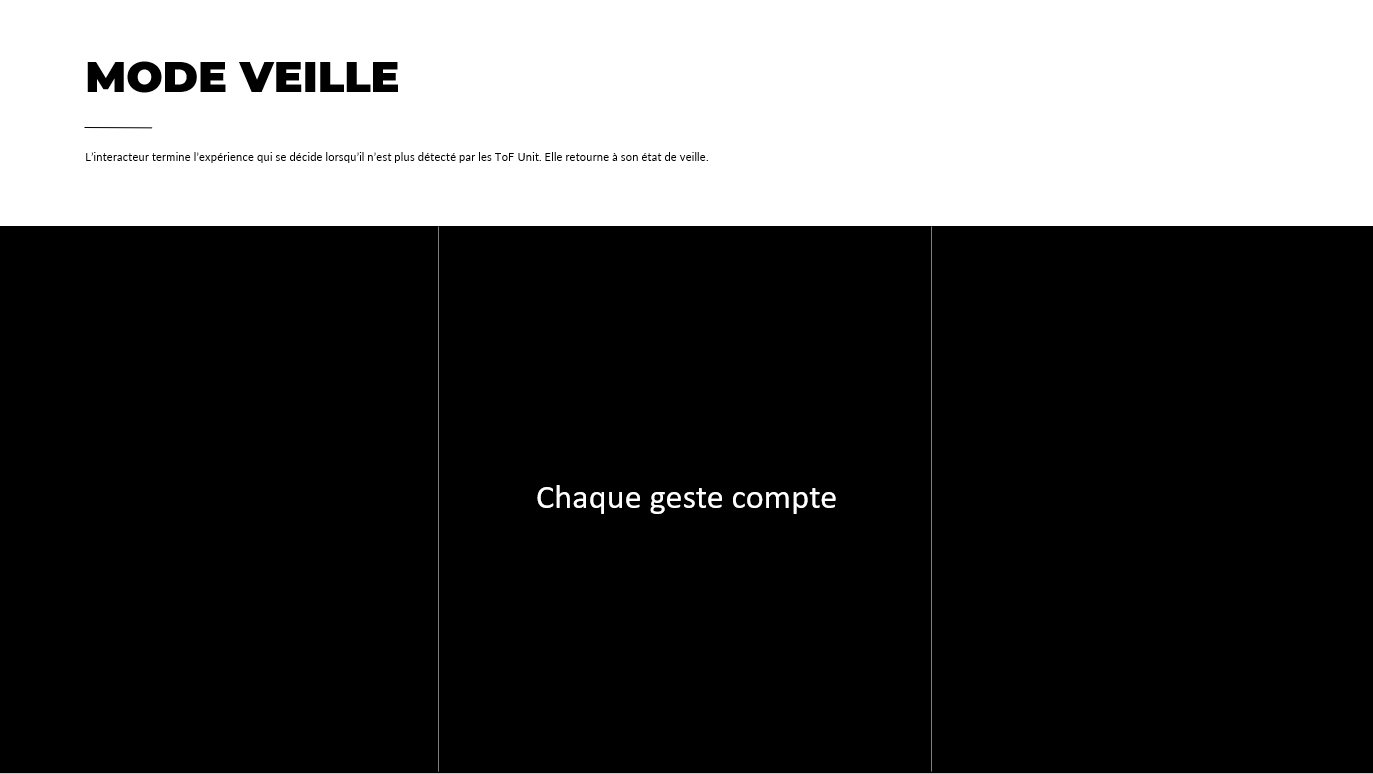 MODE VEILLE
L’interacteur termine l’expérience qui se décide lorsqu’il n’est plus détecté par les ToF Unit. Elle retourne à son état de veille.
Chaque geste compte